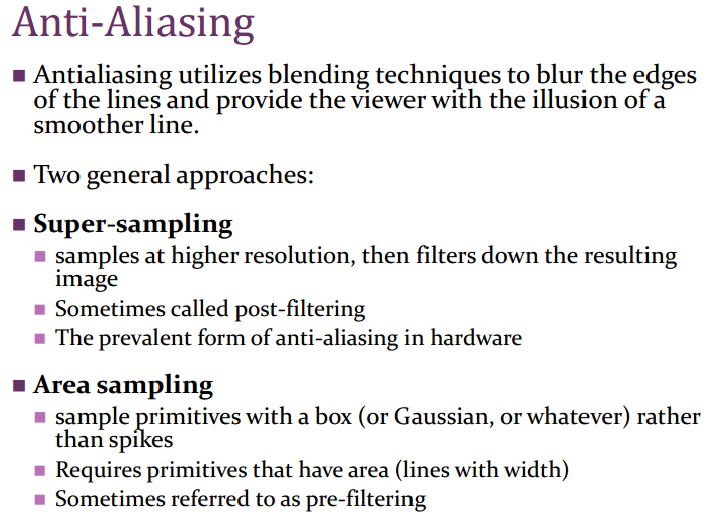 Anti-Aliasing
Antialiasing utilizes blending techniques to blur the edges
of the lines and provide the viewer with the illusion of a
smoother line.
Two general approaches:
Super-sampling
samples at higher resolution, then filters down the resulting
image
Sometimes called post-filtering
The prevalent form of anti-aliasing in hardware
Area sampling
sample primitives with a box (or Gaussian, or whatever) rather
than spikes
Requires primitives that have area (lines with width)
Sometimes referred to as pre-filtering